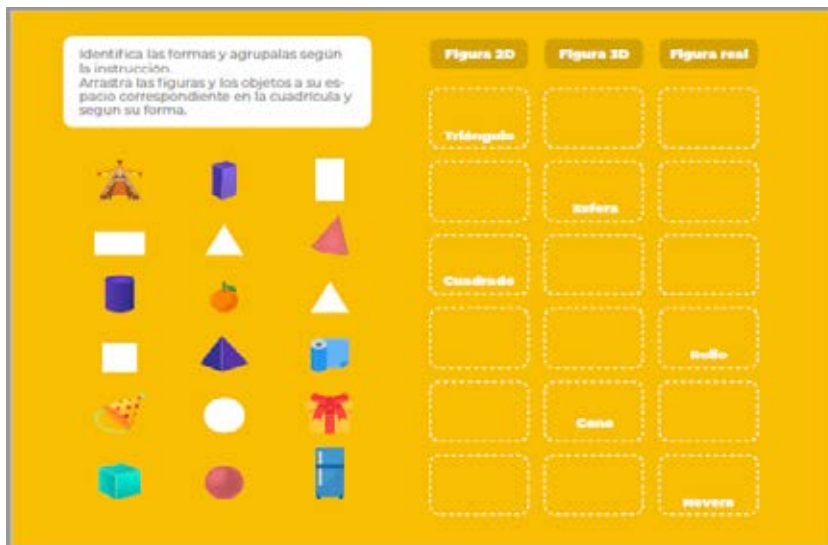 Identifica las formas y agrupalas según
la instrucción.
Arrastra las figuras y los objetos a su es-
pacio correspondiente en la cuadrícula y
segun su forma.
Figura 2D
Figura 3D
Figura real
Triángulo
Esfera
Cuadrado
Rollo
Cono
Nevera